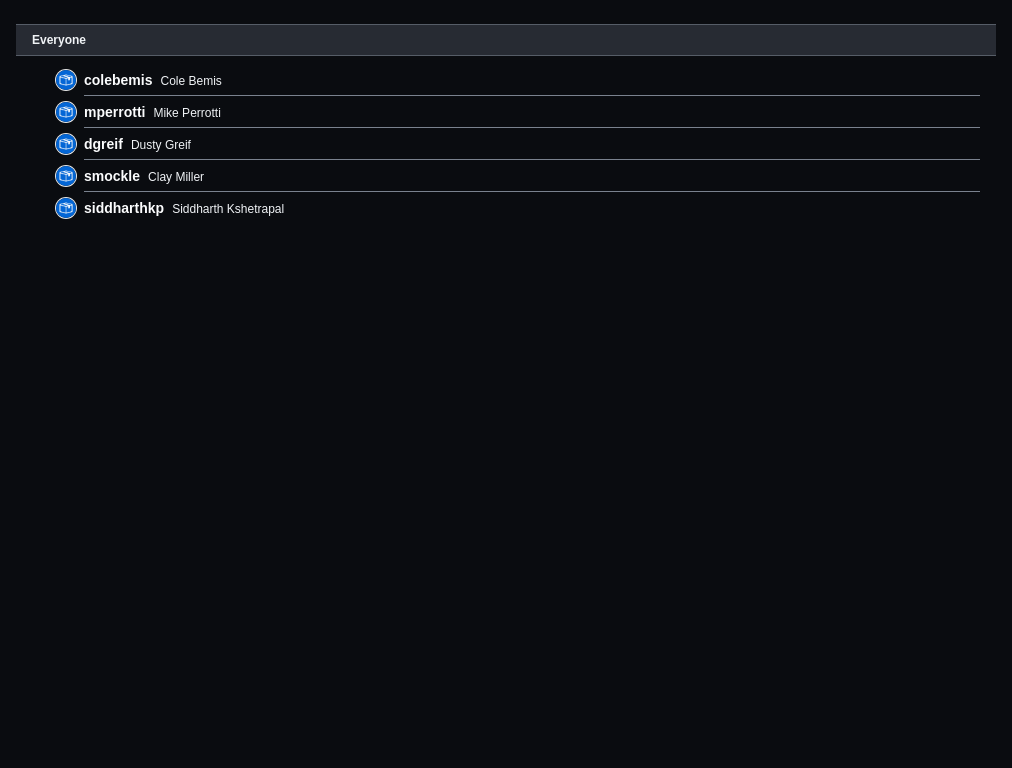 Everyone
colebemis Cole Bemis
mperrotti Mike Perrotti
dgreif Dusty Greif
smockle Clay Miller
siddharthkp Siddharth Kshetrapal